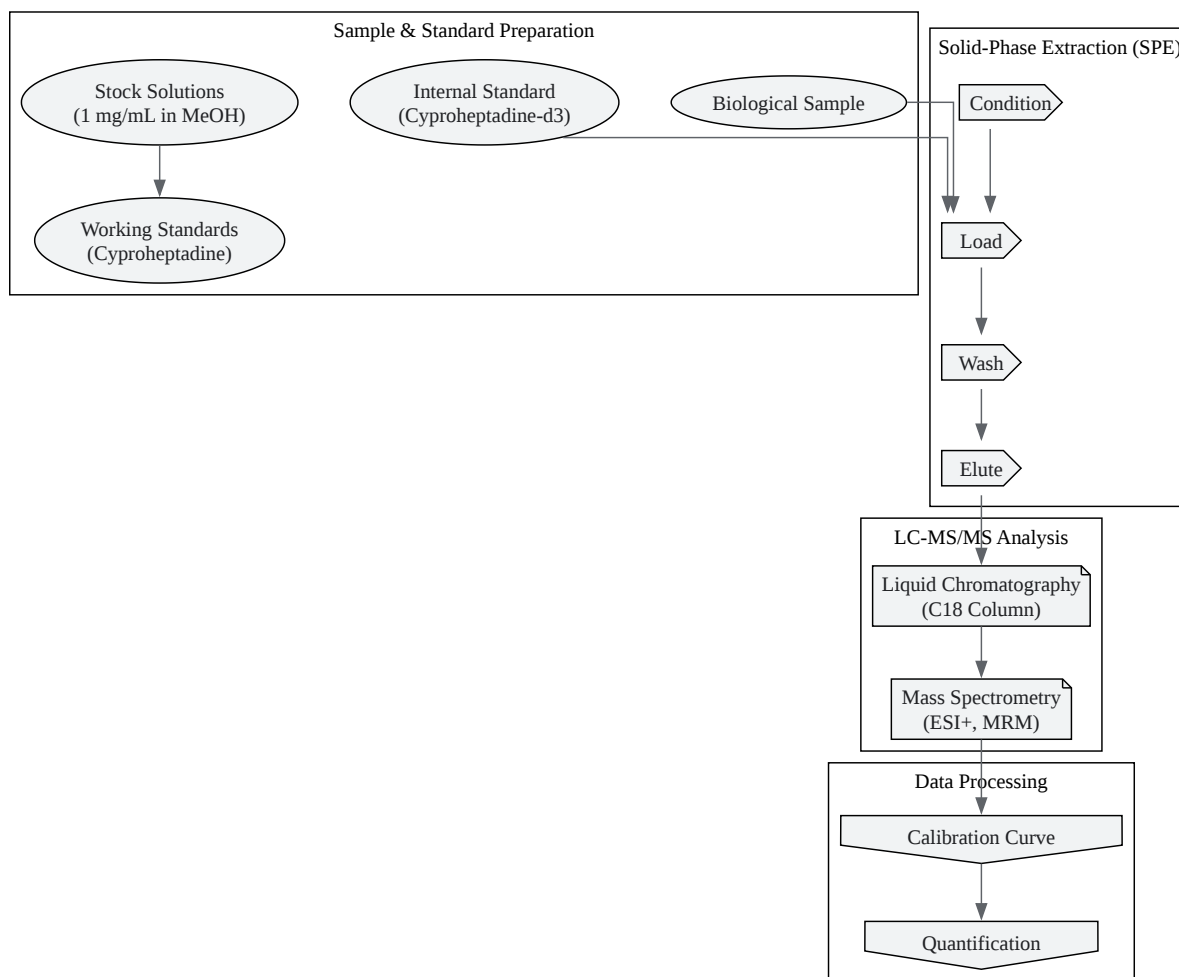 Sample & Standard Preparation
Stock Solutions
(1 mg/mL in MeOH)
Internal Standard
(Cyproheptadine-d3)
Biological Sample
Working Standards
(Cyproheptadine)
Solid-Phase Extraction (SPE)
Condition
Load
Wash
Elute
LC-MS/MS Analysis
Liquid Chromatography
(C18 Column)
Mass Spectrometry
(ESI+, MRM)
Data Processing
Calibration Curve
Quantification